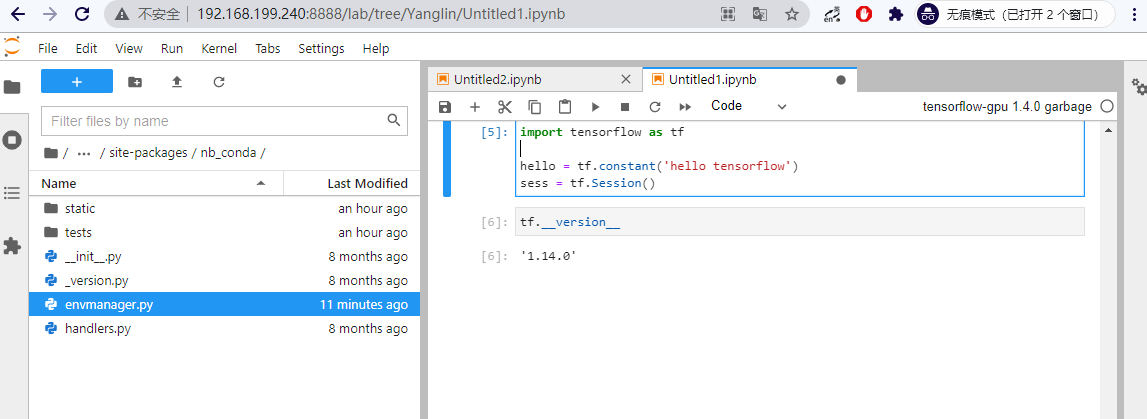 不安全 | 192.168.199.240:8888/lab/tree/Yanglin/Untitled1.ipynb
en
无痕模式（已打开 2 个窗口）
File Edit View Run Kernel Tabs Settings Help
Untitled2.ipynb
Untitled1.ipynb
Code
tensorflow-gpu 1.4.0 garbage
Filter files by name
/ ··· / site-packages / nb_conda /
Name Last Modified
static an hour ago
tests an hour ago
__init__.py 8 months ago
_version.py 8 months ago
envmanager.py 11 minutes ago
handlers.py 8 months ago
[5]: import tensorflow as tf
hello = tf.constant('hello tensorflow')
sess = tf.Session()
[6]: tf.__version__
[6]: '1.14.0'